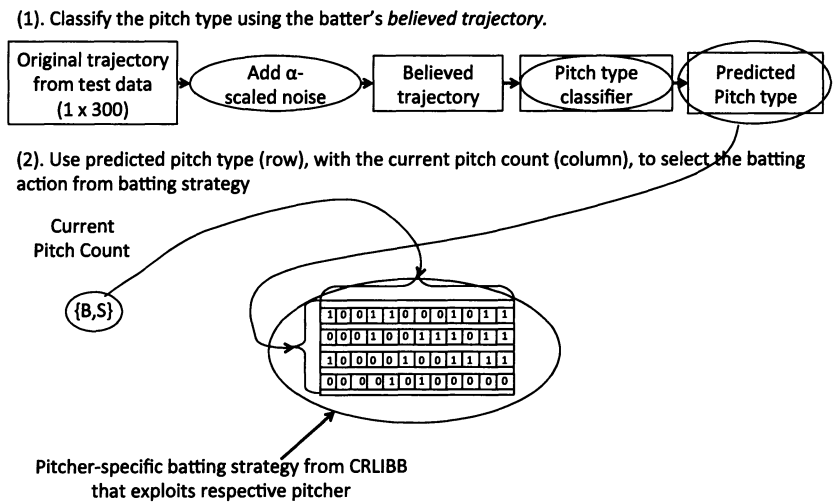 (1). Classify the pitch type using the batter's believed trajectory.
Original trajectory
from test data
(1 x 300)
Add α-
scaled noise
Believed
trajectory
Pitch type
classifier
Predicted
Pitch type
(2). Use predicted pitch type (row), with the current pitch count (column), to select the batting
action from batting strategy
Current
Pitch Count
{B,S}
1 0 0 1 1 0 0 0 1 0 1 1
0 0 0 1 0 0 1 1 1 0 1 1
1 0 0 0 0 1 0 0 1 1 1 1
0 0 0 0 1 0 1 0 0 0 0 0
Pitcher-specific batting strategy from CRLIBB
that exploits respective pitcher